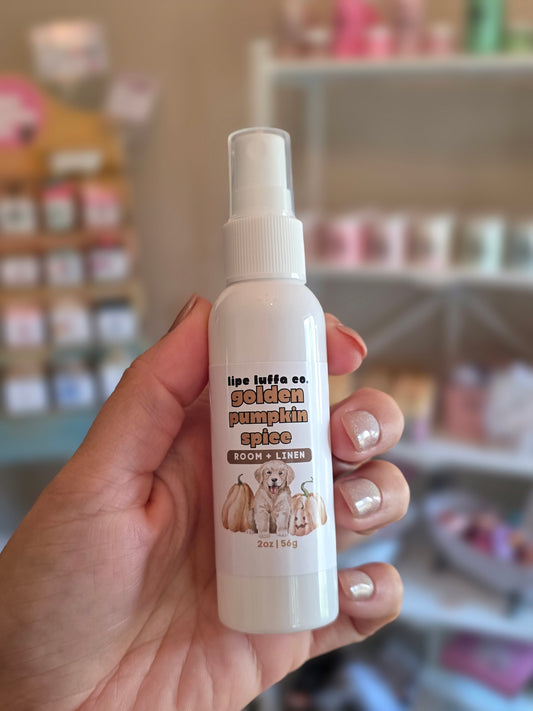 lipe luffa co.
golden
pumpkin
spice
ROOM + LINEN
2oz | 56g